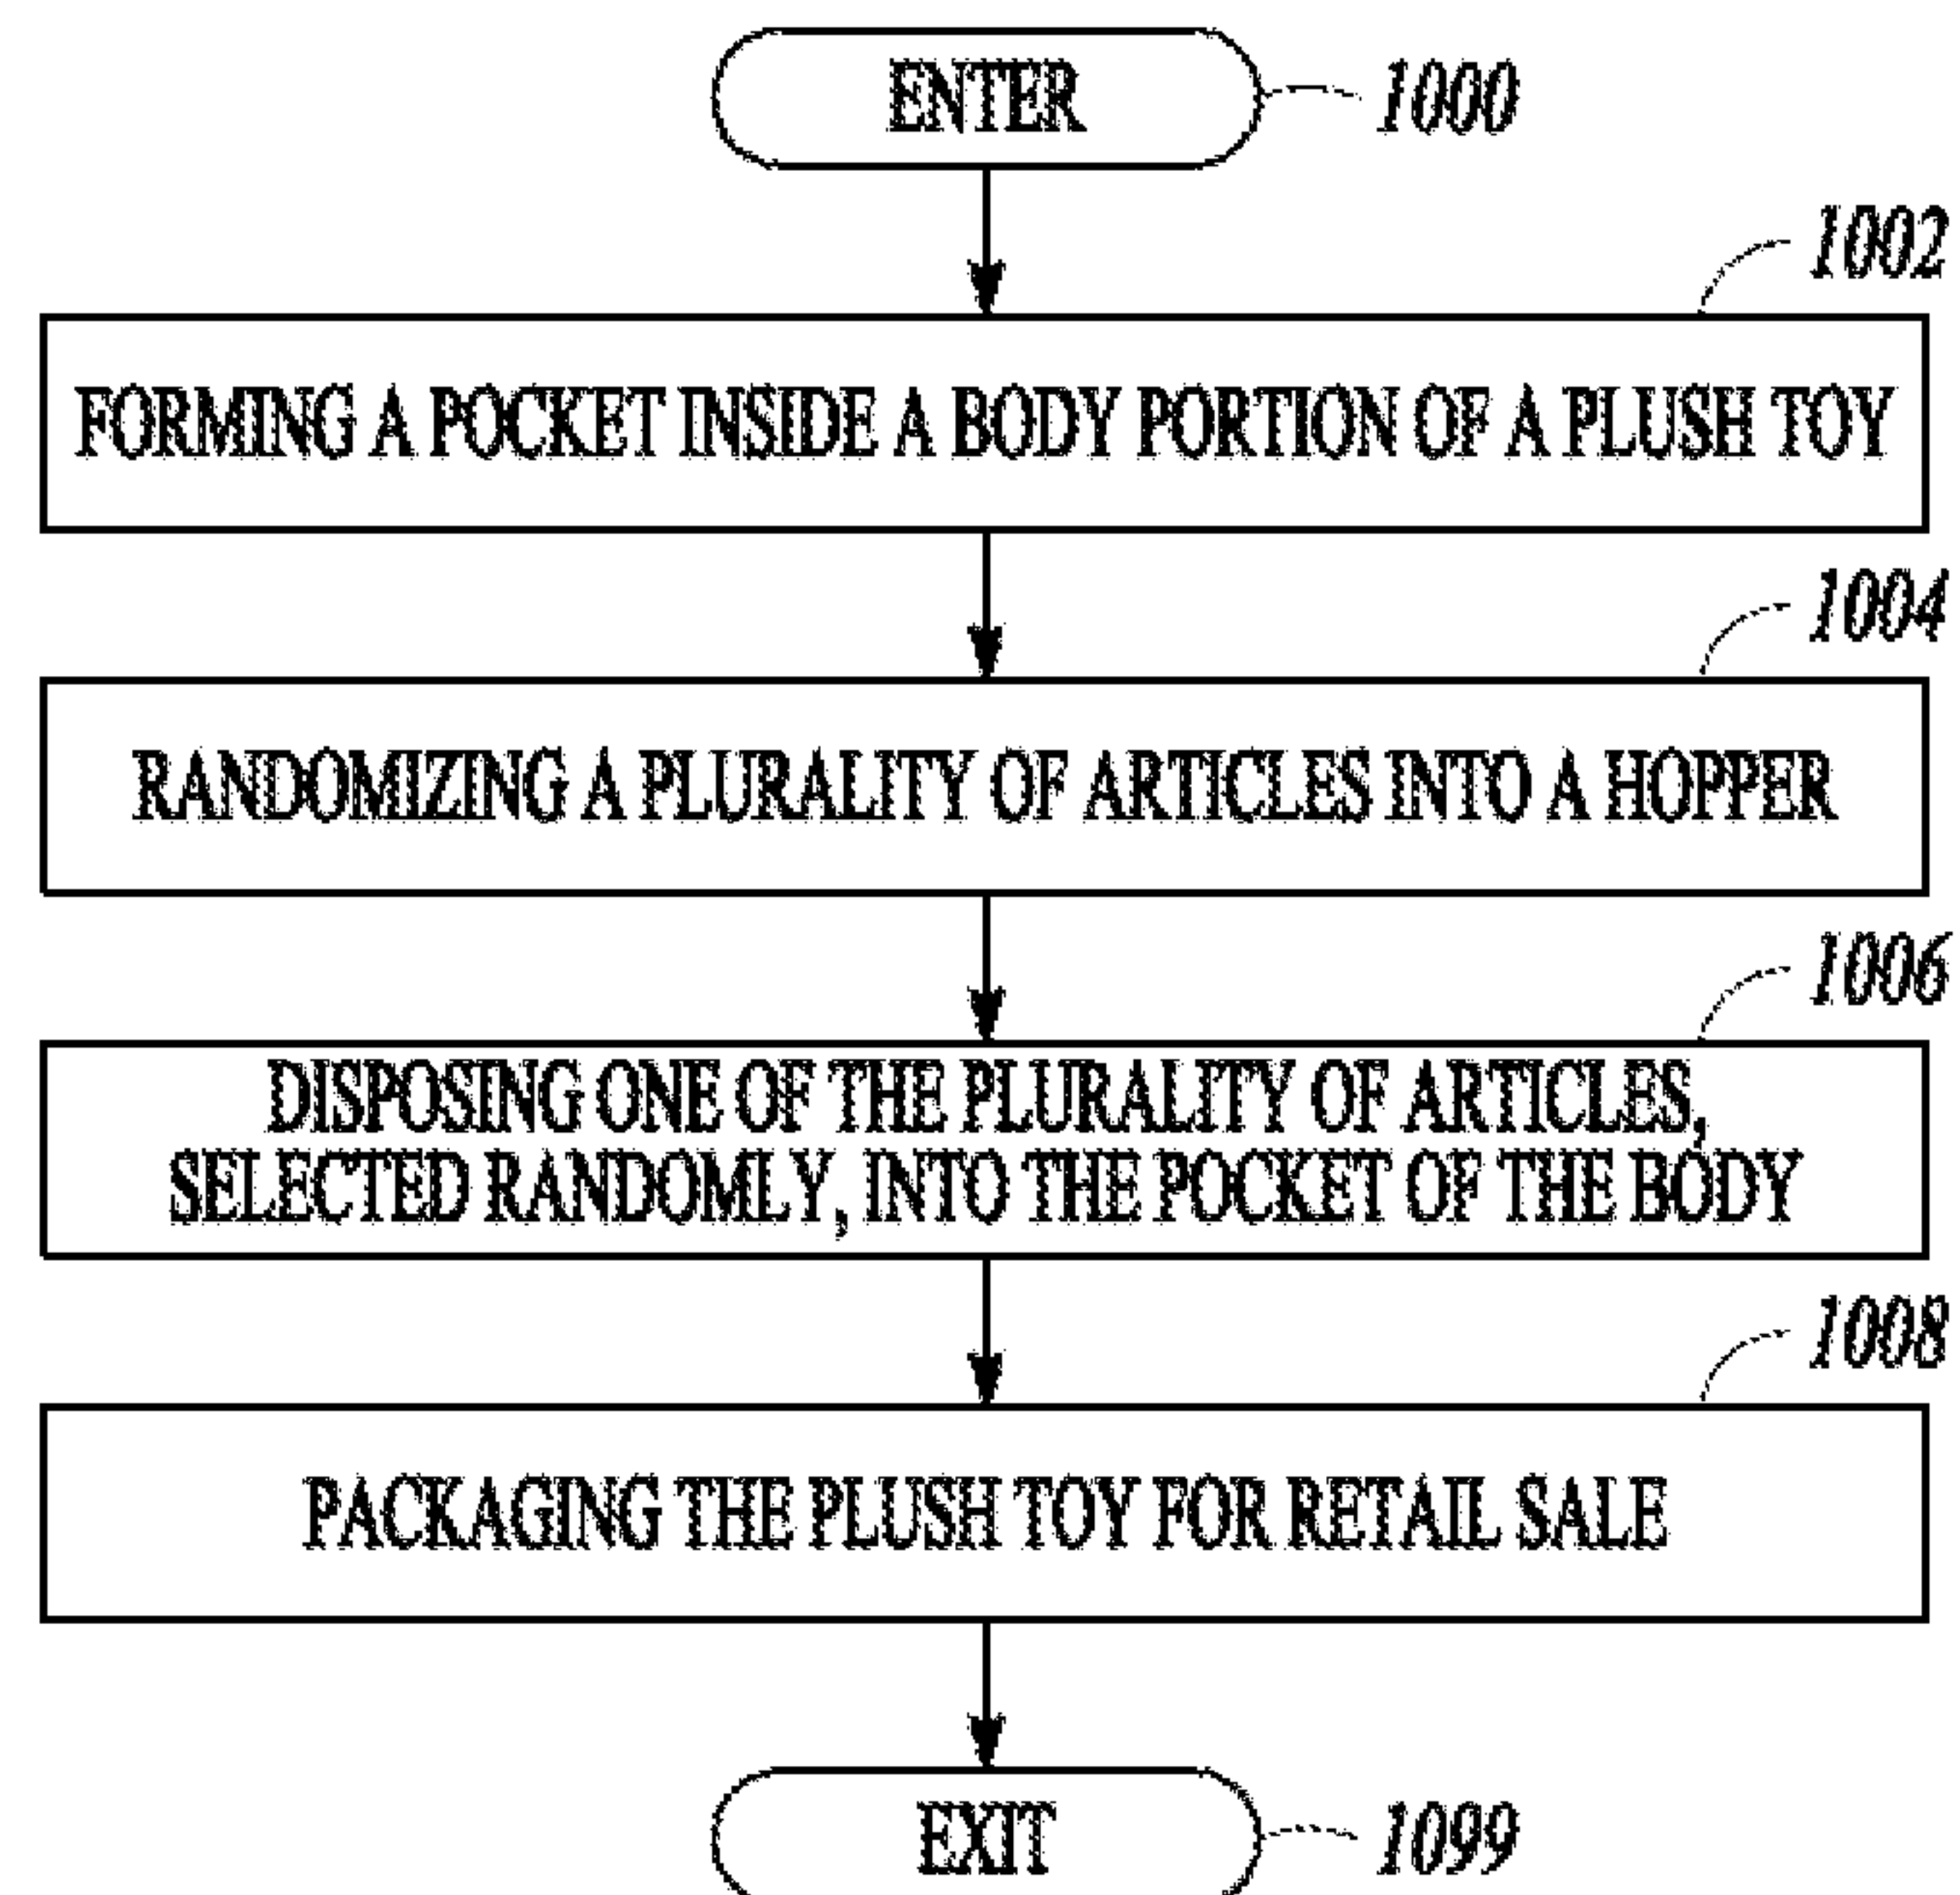 ENTER 1000
1002
FORMING A POCKET INSIDE A BODY PORTION OF A PLUSH TOY
1004
RANDOMIZING A PLURALITY OF ARTICLES INTO A HOPPER
1006
DISPOSING ONE OF THE PLURALITY OF ARTICLES,
SELECTED RANDOMLY, INTO THE POCKET OF THE BODY
1008
PACKAGING THE PLUSH TOY FOR RETAIL SALE
EXIT 1099